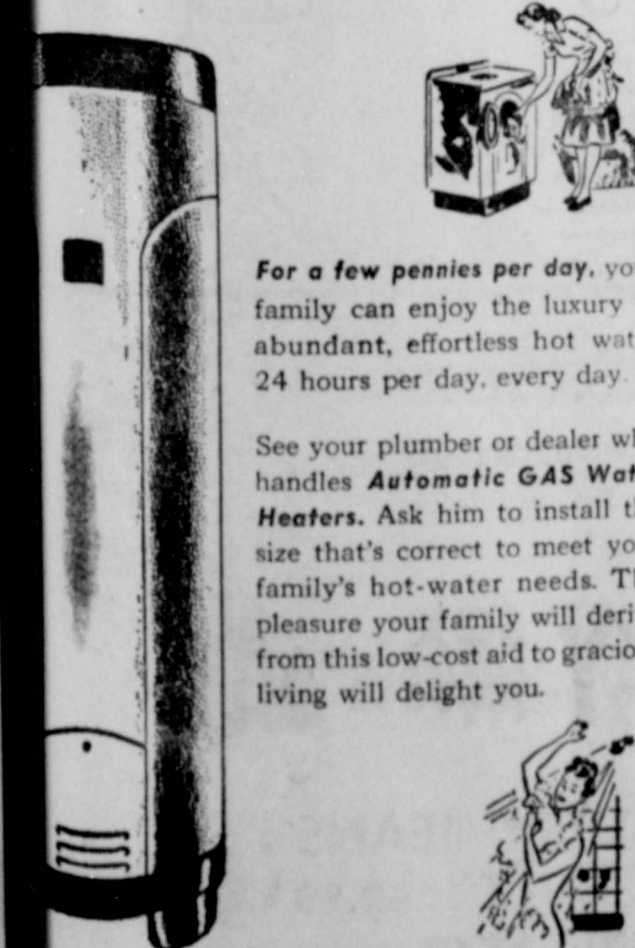 For a few pennies per day, yo
family can enjoy the luxury
abundant, effortless hot wat
24 hours per day, every day.
See your plumber or dealer wh
handles Automatic GAS Wat
Heaters. Ask him to install th
size that's correct to meet yo
family's hot-water needs. Th
pleasure your family will deri
from this low-cost aid to gracio
living will delight you.